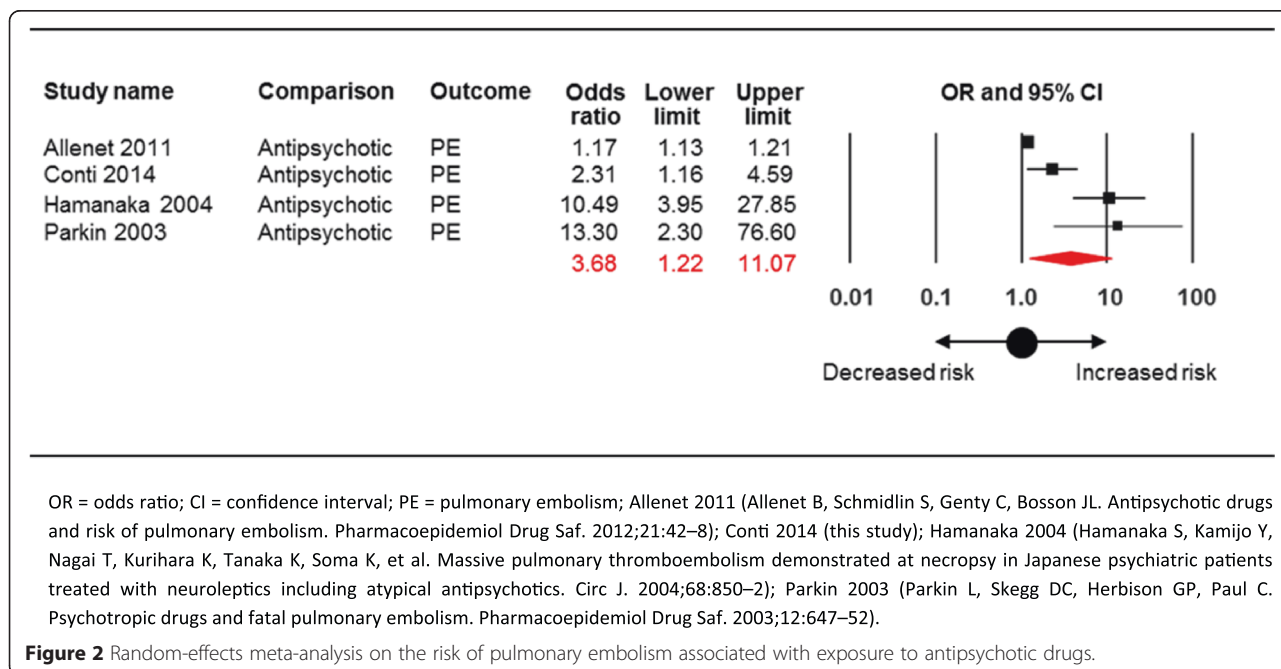 Study name Comparison Outcome Odds ratio Lower limit Upper limit OR and 95% CI
Allenet 2011 Antipsychotic PE 1.17 1.13 1.21
Conti 2014 Antipsychotic PE 2.31 1.16 4.59
Hamanaka 2004 Antipsychotic PE 10.49 3.95 27.85
Parkin 2003 Antipsychotic PE 13.30 2.30 76.60
3.68 1.22 11.07
0.01 0.1 1.0 10 100
Decreased risk Increased risk
OR = odds ratio; CI = confidence interval; PE = pulmonary embolism; Allenet 2011 (Allenet B, Schmidlin S, Genty C, Bosson JL. Antipsychotic drugs
and risk of pulmonary embolism. Pharmacoepidemiol Drug Saf. 2012;21:42–8); Conti 2014 (this study); Hamanaka 2004 (Hamanaka S, Kamijo Y,
Nagai T, Kurihara K, Tanaka K, Soma K, et al. Massive pulmonary thromboembolism demonstrated at necropsy in Japanese psychiatric patients
treated with neuroleptics including atypical antipsychotics. Circ J. 2004;68:850–2); Parkin 2003 (Parkin L, Skegg DC, Herbison GP, Paul C.
Psychotropic drugs and fatal pulmonary embolism. Pharmacoepidemiol Drug Saf. 2003;12:647–52).
Figure 2 Random-effects meta-analysis on the risk of pulmonary embolism associated with exposure to antipsychotic drugs.